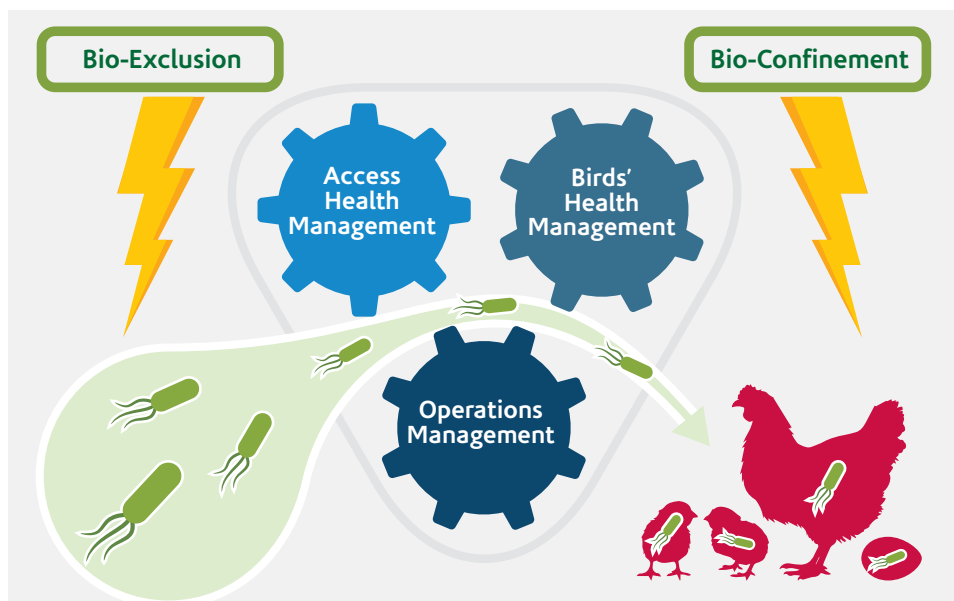 Bio-Exclusion
Bio-Confinement
Access
Health
Management
Birds’
Health
Management
Operations
Management